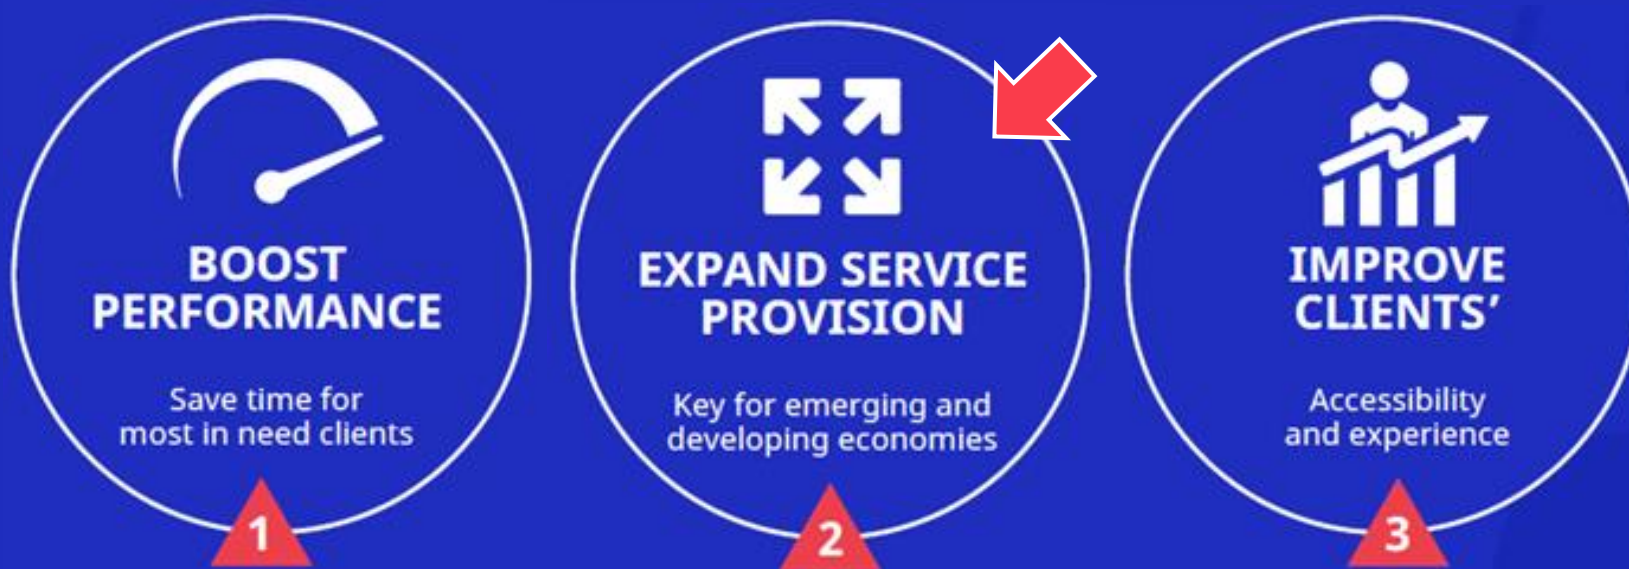 BOOST
PERFORMANCE
Save time for
most in need clients
1
EXPAND SERVICE
PROVISION
Key for emerging and
developing economies
2
IMPROVE
CLIENTS’
Accessibility
and experience
3